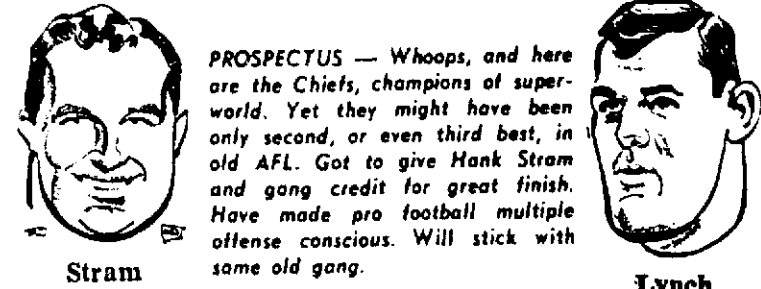 PROSPECTUS — Whoops, and here
are the Chiefs, champions of super-
world. Yet they might have been
only second, or even third best, in
old AFL. Got to give Hank Stram
and gang credit for great finish.
Have made pro football multiple
offense conscious. Will stick with
same old gang.
Stram
Lynch